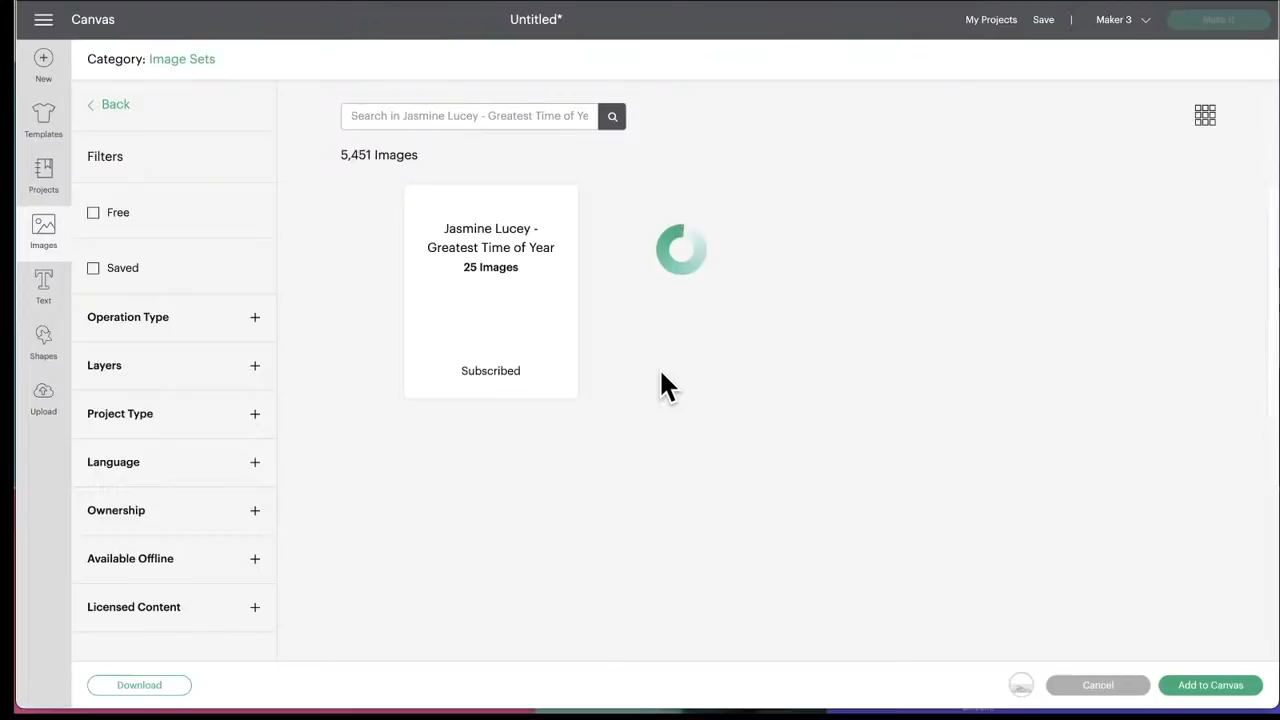 Canvas
Untitled*
My Projects
Save
|
Maker 3
Make It
New
Templates
Projects
Images
Text
Shapes
Upload
Category: Image Sets
Back
Filters
Free
Saved
Operation Type
Layers
Project Type
Language
Ownership
Available Offline
Licensed Content
Search in Jasmine Lucey - Greatest Time of Ye
5,451 Images
Jasmine Lucey -
Greatest Time of Year
25 Images
Subscribed
Download
Cancel
Add to Canvas